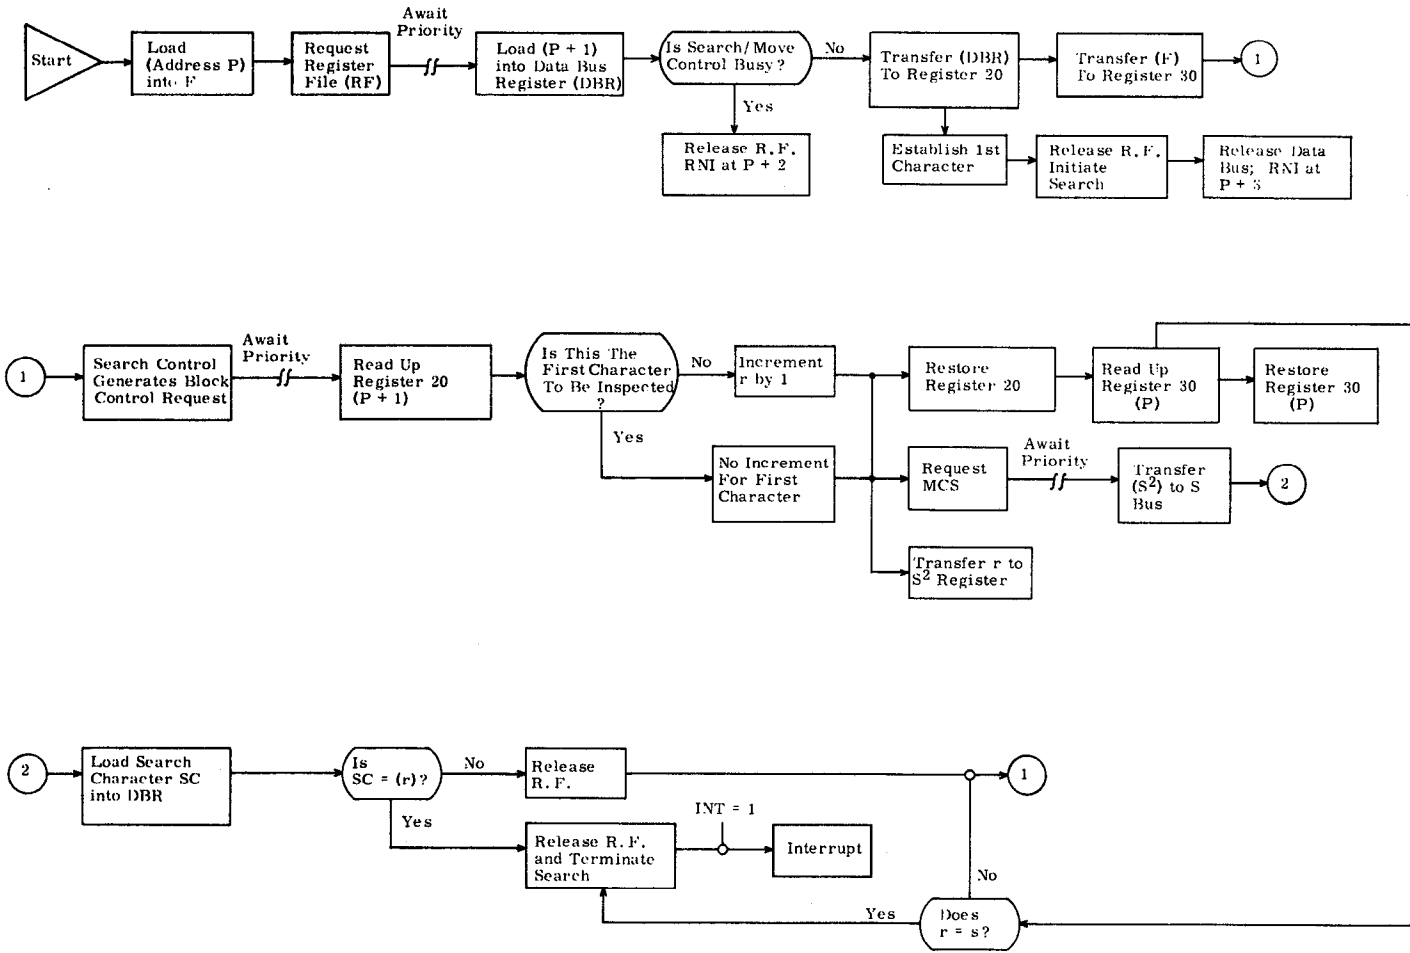 Start
Load
(Address P)
into F
Request
Register
File (RF)
Await
Priority
Load (P + 1)
into Data Bus
Register (DBR)
Is Search/Move
Control Busy?
No
Yes
Release R.F.
RNI at P + 2
Transfer (DBR)
To Register 20
Transfer (F)
To Register 30
1
Establish 1st
Character
Release R.F.
Initiate
Search
Release Data
Bus; RNI at
P + 3
1
Search Control
Generates Block
Control Request
Await
Priority
Read Up
Register 20
(P + 1)
Is This The
First Character
To Be Inspected
?
No
Yes
Increment
r by 1
No Increment
For First
Character
Restore
Register 20
Read Up
Register 30
(P)
Restore
Register 30
(P)
Request
MCS
Await
Priority
Transfer
(S²) to S
Bus
2
Transfer r to
S² Register
2
Load Search
Character SC
into DBR
Is
SC = (r)?
No
Yes
Release
R.F.
1
Release R.F.
and Terminate
Search
INT = 1
Interrupt
No
Yes
Does
r = s?